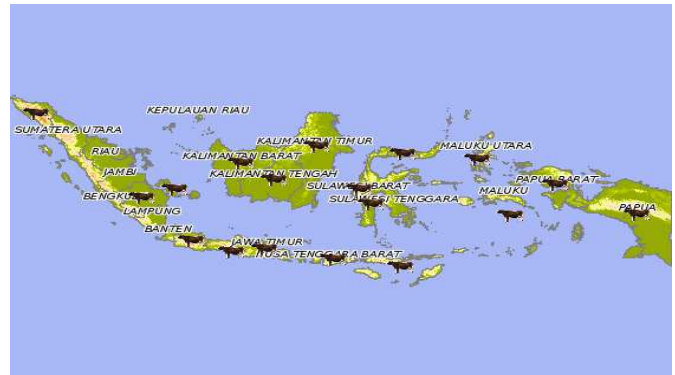 KEPULAUAN RIAU
SUMATERA UTARA
KALIMANTAN TIMUR
MALUKU UTARA
RIAU
KALIMANTAN BARAT
JAMBI
KALIMANTAN TENGAH
PAPUA BARAT
SULAWESI BARAT
MALUKU
BENGKULU
SULAWESI TENGGARA
PAPUA
LAMPUNG
BANTEN
JAWA TIMUR
NUSA TENGGARA BARAT